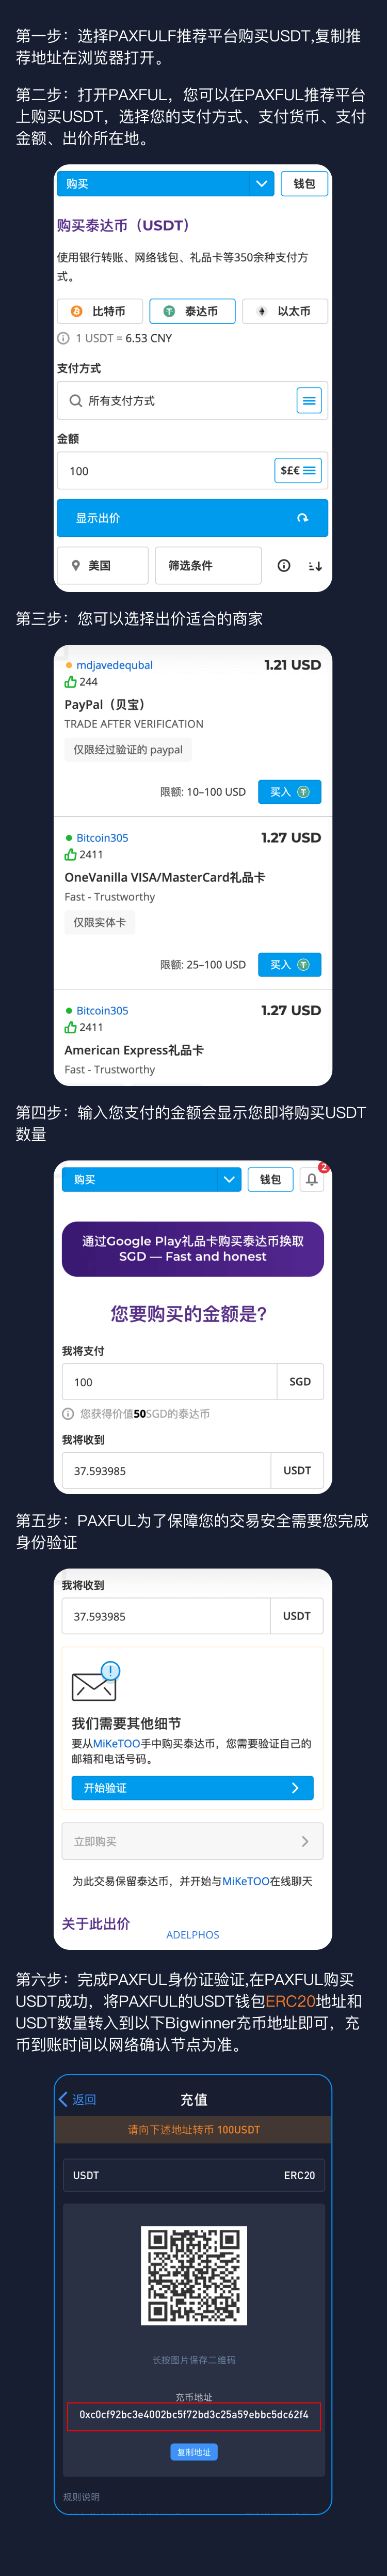 第一步：选择PAXFULF推荐平台购买USDT,复制推
荐地址在浏览器打开。
第二步：打开PAXFUL，您可以在PAXFUL推荐平台
上购买USDT，选择您的支付方式、支付货币、支付
金额、出价所在地。
购买
钱包
购买泰达币（USDT）
使用银行转账、网络钱包、礼品卡等350余种支付方
式。
比特币
泰达币
以太币
1 USDT = 6.53 CNY
支付方式
所有支付方式
金额
100
$£€
显示出价
美国
筛选条件
第三步：您可以选择出价适合的商家
mdjavedequbal
1.21 USD
244
PayPal（贝宝）
TRADE AFTER VERIFICATION
仅限经过验证的 paypal
限额: 10–100 USD
买入
Bitcoin305
1.27 USD
2411
OneVanilla VISA/MasterCard礼品卡
Fast - Trustworthy
仅限实体卡
限额: 25–100 USD
买入
Bitcoin305
1.27 USD
2411
American Express礼品卡
Fast - Trustworthy
第四步：输入您支付的金额会显示您即将购买USDT
数量
购买
钱包
2
通过Google Play礼品卡购买泰达币换取
SGD — Fast and honest
您要购买的金额是?
我将支付
100
SGD
您获得价值50SGD的泰达币
我将收到
37.593985
USDT
第五步：PAXFUL为了保障您的交易安全需要您完成
身份验证
我将收到
37.593985
USDT
我们需要其他细节
要从MiKeTOO手中购买泰达币，您需要验证自己的
邮箱和电话号码。
开始验证
立即购买
为此交易保留泰达币，并开始与MiKeTOO在线聊天
关于此出价
ADELPHOS
第六步：完成PAXFUL身份证验证,在PAXFUL购买
USDT成功，将PAXFUL的USDT钱包ERC20地址和
USDT数量转入到以下Bigwinner充币地址即可，充
币到账时间以网络确认节点为准。
返回
充值
请向下述地址转币 100USDT
USDT
ERC20
长按图片保存二维码
充币地址
0xc0cf92bc3e4002bc5f72bd3c25a59ebbc5dc62f4
复制地址
规则说明